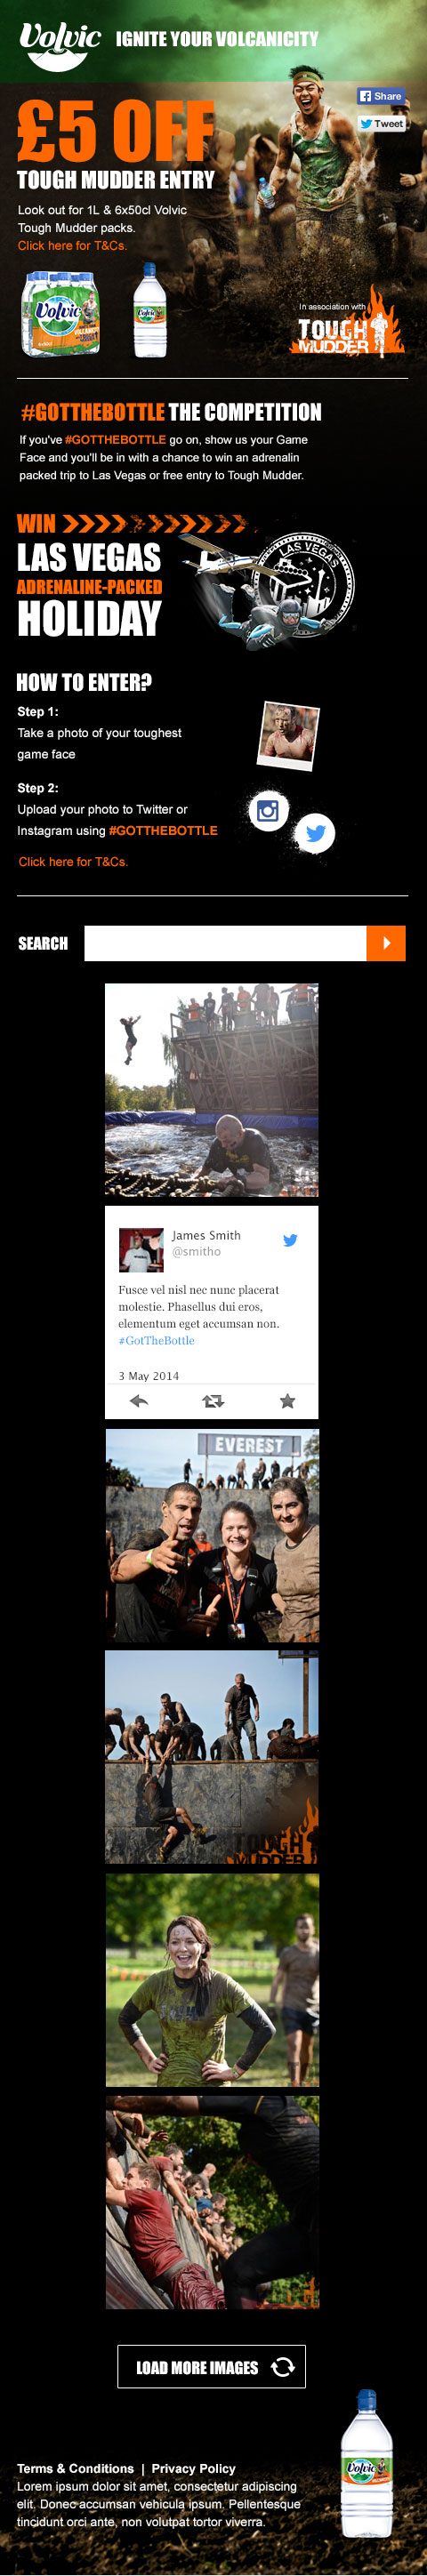 Volvic IGNITE YOUR VOLCANICITY
Share
Tweet
£5 OFF
TOUGH MUDDER ENTRY
Look out for 1L & 6x50cl Volvic
Tough Mudder packs.
Click here for T&Cs.
Volvic
Volvic
In association with
TOUGH
MUDDER
#GOTTHEBOTTLE THE COMPETITION
If you've #GOTTHEBOTTLE go on, show us your Game
Face and you'll be in with a chance to win an adrenalin
packed trip to Las Vegas or free entry to Tough Mudder.
WIN
LAS VEGAS
ADRENALINE-PACKED
HOLIDAY
LAS VEGAS
HOW TO ENTER?
Step 1:
Take a photo of your toughest
game face
Step 2:
Upload your photo to Twitter or
Instagram using #GOTTHEBOTTLE
Click here for T&Cs.
SEARCH
James Smith
@smitho
Fusce vel nisl nec nunc placerat
molestie. Phasellus dui eros,
elementum eget accumsan non.
#GotTheBottle
3 May 2014
EVEREST
TOUGH
MUDDER
LOAD MORE IMAGES
Volvic
Terms & Conditions | Privacy Policy
Lorem ipsum dolor sit amet, consectetur adipiscing
elit. Donec accumsan vehicula ipsum. Pellentesque
tincidunt orci ante, non volutpat tortor viverra.